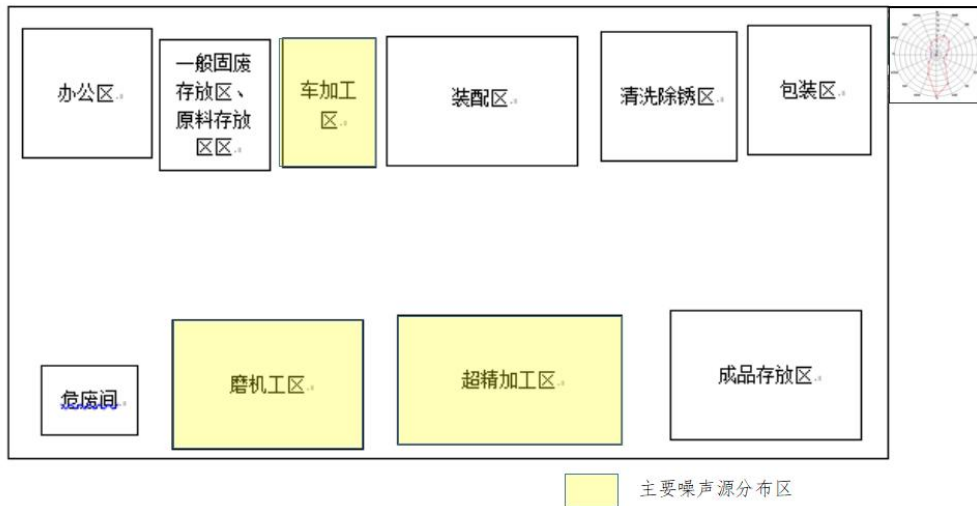 办公区
一般固废
存放区、
原料存放
区区
车加工
区
装配区
清洗除锈区
包装区
危废间
磨机工区
超精加工区
成品存放区
主要噪声源分布区